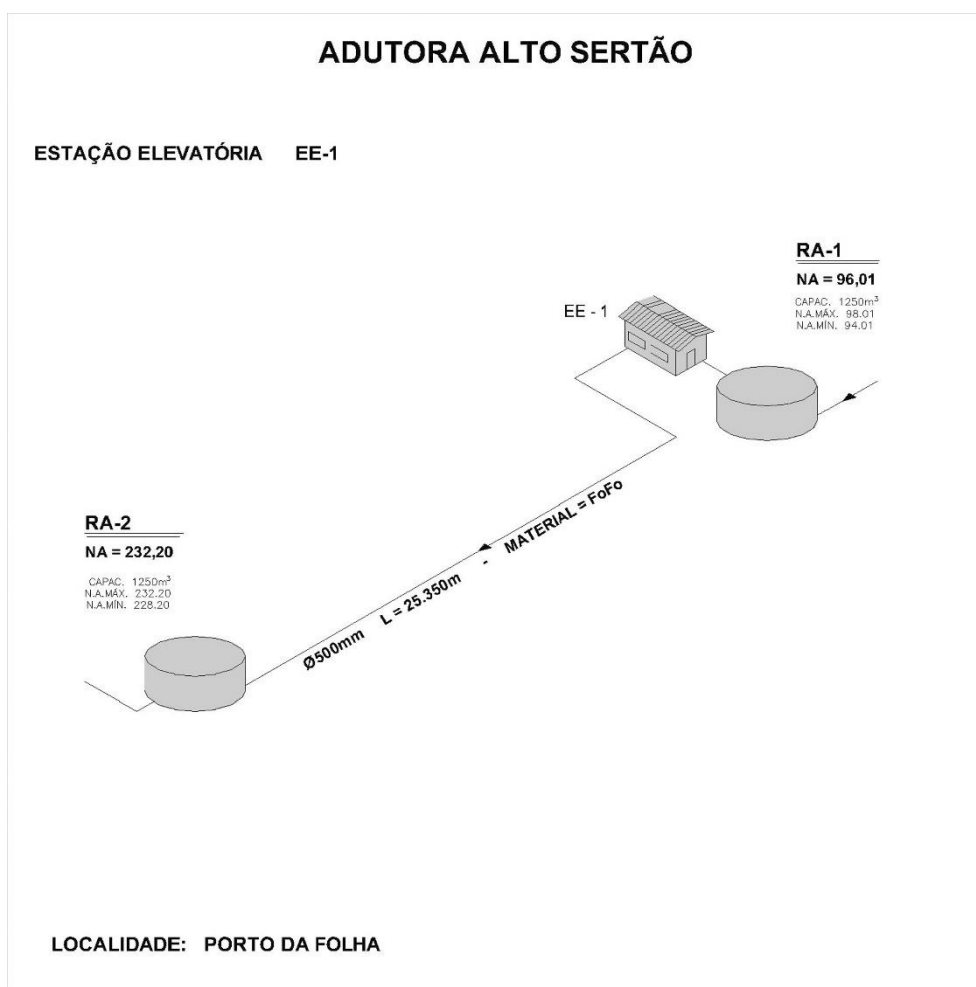 ADUTORA ALTO SERTÃO
ESTAÇÃO ELEVATÓRIA EE-1
RA-1
NA = 96,01
CAPAC. 1250m³
N.A.MÁX. 98.01
N.A.MÍN. 94.01
EE - 1
Ø500mm L = 25.350m - MATERIAL = FoFo
RA-2
NA = 232,20
CAPAC. 1250m³
N.A.MÁX. 232.20
N.A.MÍN. 228.20
LOCALIDADE: PORTO DA FOLHA